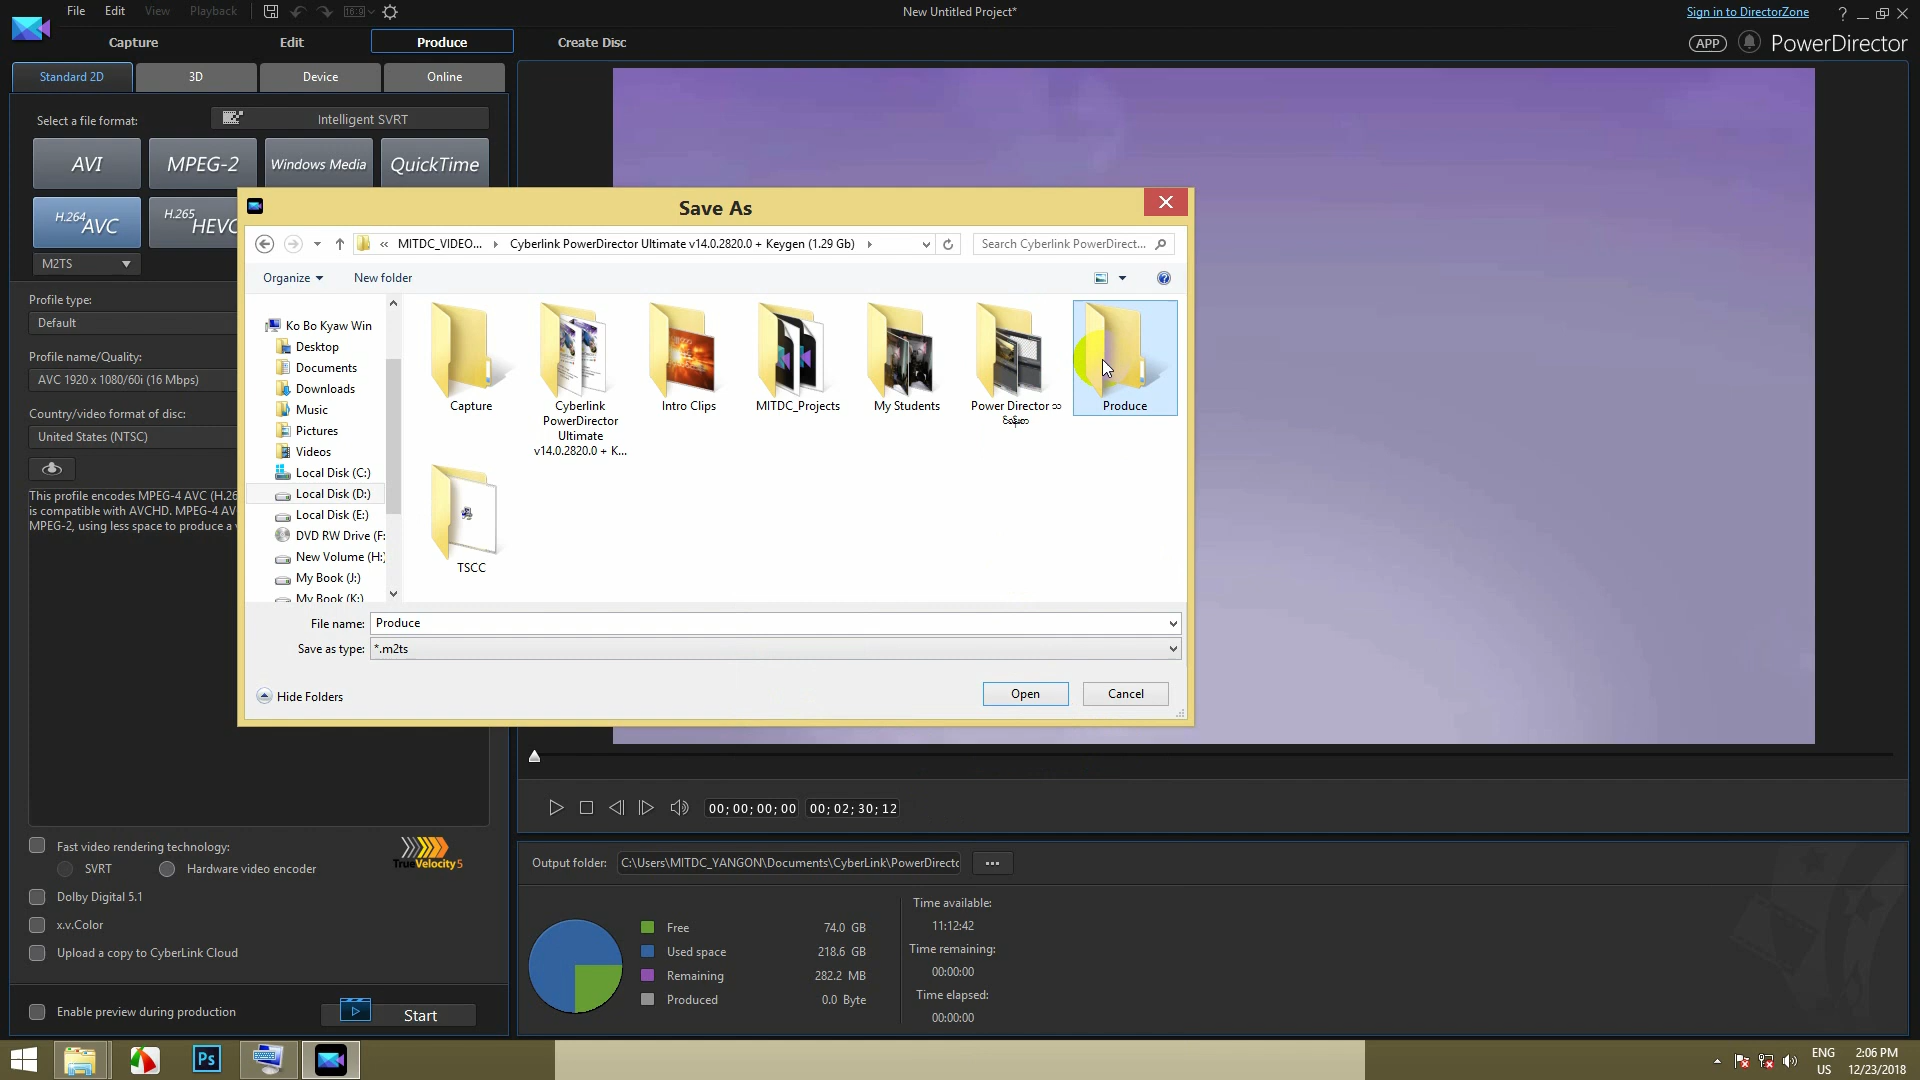 File
Edit
View
Playback
16:9
New Untitled Project*
Sign in to DirectorZone
?
Capture
Edit
Produce
Create Disc
APP
PowerDirector
Standard 2D
3D
Device
Online
Select a file format:
Intelligent SVRT
AVI
MPEG-2
Windows Media
QuickTime
H.264 AVC
H.265 HEVC
M2TS
Profile type:
Default
Profile name/Quality:
AVC 1920 x 1080/60i (16 Mbps)
Country/video format of disc:
United States (NTSC)
This profile encodes MPEG-4 AVC (H.26
is compatible with AVCHD. MPEG-4 AV
MPEG-2, using less space to produce a v
Save As
« MITDC_VIDEO... Cyberlink PowerDirector Ultimate v14.0.2820.0 + Keygen (1.29 Gb)
Search Cyberlink PowerDirect...
Organize
New folder
Ko Bo Kyaw Win
Desktop
Documents
Downloads
Music
Pictures
Videos
Local Disk (C:)
Local Disk (D:)
Local Disk (E:)
DVD RW Drive (F:
New Volume (H:)
My Book (J:)
My Book (K:)
Capture
Cyberlink
PowerDirector
Ultimate
v14.0.2820.0 + K...
Intro Clips
MITDC_Projects
My Students
Power Director
Produce
TSCC
File name:
Produce
Save as type:
*.m2ts
Hide Folders
Open
Cancel
00;00;00;00
00;02;30;12
Fast video rendering technology:
SVRT
Hardware video encoder
TrueVelocity 5
Dolby Digital 5.1
x.v.Color
Upload a copy to CyberLink Cloud
Enable preview during production
Start
Output folder:
C:\Users\MITDC_YANGON\Documents\CyberLink\PowerDirectc
...
Free 74.0 GB
Used space 218.6 GB
Remaining 282.2 MB
Produced 0.0 Byte
Time available:
11:12:42
Time remaining:
00:00:00
Time elapsed:
00:00:00
Ps
ENG
US
2:06 PM
12/23/2018